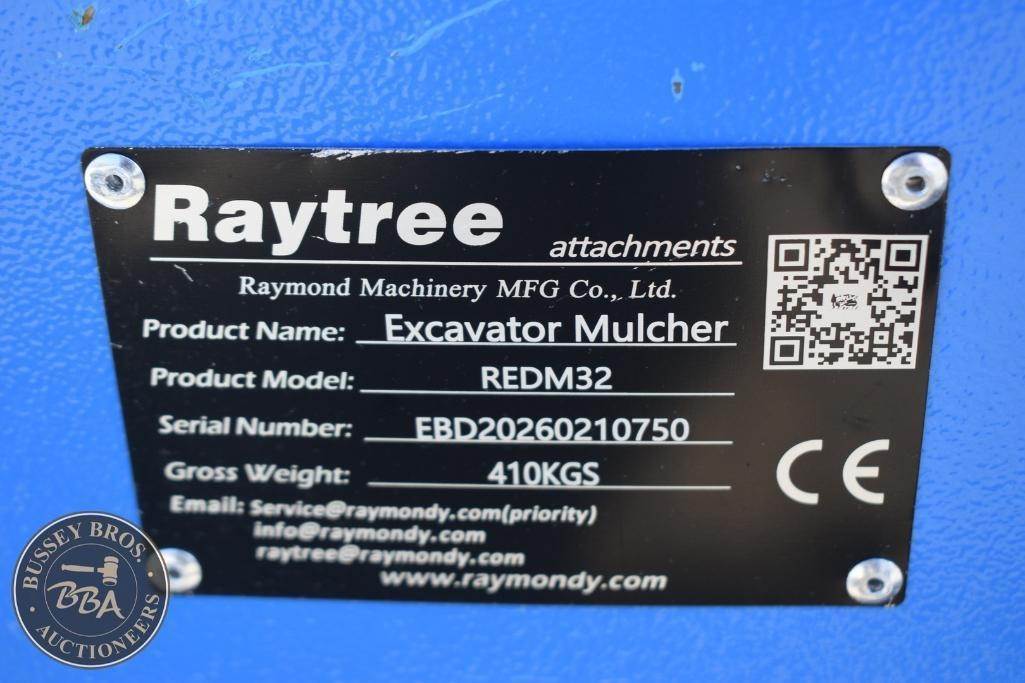 Raytree
attachments
Raymond Machinery MFG Co., Ltd.
Product Name: Excavator Mulcher
Product Model: REDM32
Serial Number: EBD20260210750
Gross Weight: 410KGS
Email: Service@raymondy.com(priority)
info@raymondy.com
raytree@raymondy.com
www.raymondy.com
CE
BUSSEY BROS.
BBA
AUCTIONEERS